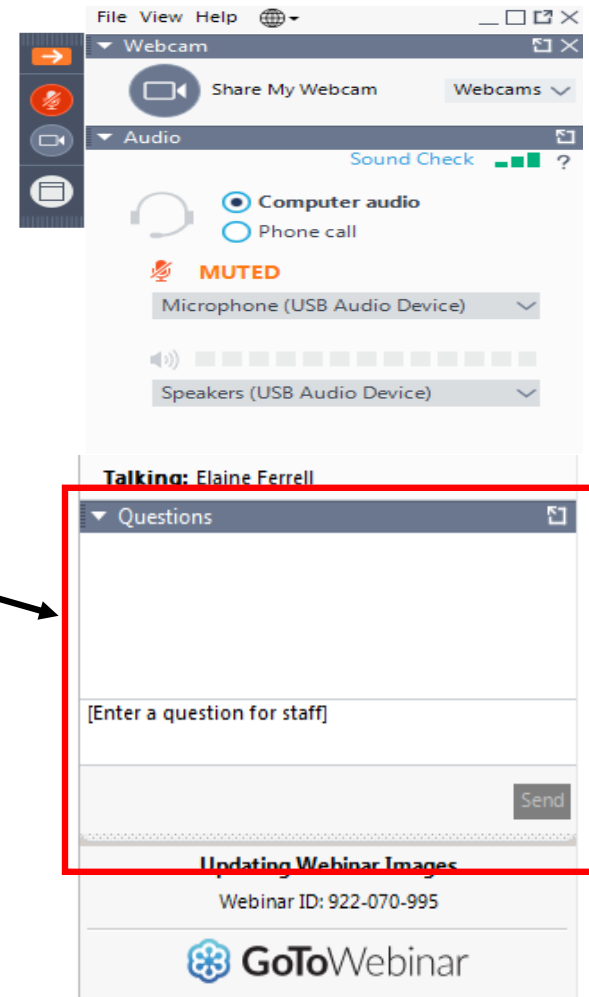 File View Help
Webcam
Share My Webcam Webcams
Audio
Sound Check ?
Computer audio
Phone call
MUTED
Microphone (USB Audio Device)
Speakers (USB Audio Device)
Talking: Elaine Ferrell
Questions
[Enter a question for staff]
Send
Updating Webinar Images
Webinar ID: 922-070-995
GoToWebinar